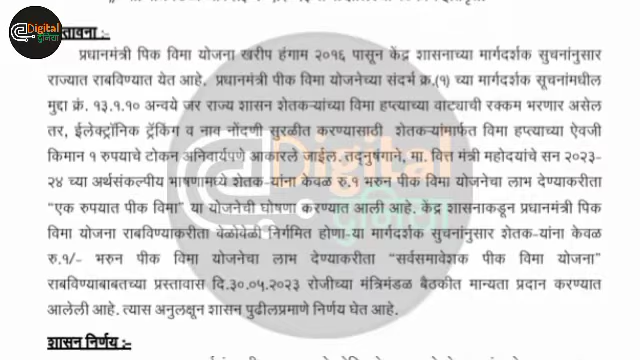 Digital
दुनिया
प्रस्तावना :-
प्रधानमंत्री पिक विमा योजना खरीप हंगाम २०१६ पासून केंद्र शासनाच्या मार्गदर्शक सुचनांनुसार
राज्यात राबविण्यात येत आहे. प्रधानमंत्री पीक विमा योजनेच्या संदर्भ क्र.(१) च्या मार्गदर्शक सूचनांमधील
मुद्दा क्रं. १३.१.१० अन्वये जर राज्य शासन शेतकऱ्यांच्या विमा हप्त्याच्या वाट्याची रक्कम भरणार असेल
तर, ईलेक्ट्रॉनिक ट्रॅकिंग व नाव नोंदणी सुरळीत करण्यासाठी शेतकऱ्यांमार्फत विमा हप्त्याच्या ऐवजी
किमान १ रुपयाचे टोकन अनिवार्यपणे आकारले जाईल. तद्नुषंगाने, मा. वित्त मंत्री महोदयांचे सन २०२३-
२४ च्या अर्थसंकल्पीय भाषणामध्ये शेतकऱ्यांना केवळ रु.१ भरुन पीक विमा योजनेचा लाभ देण्याकरीता
“एक रुपयात पीक विमा” या योजनेची घोषणा करण्यात आली आहे. केंद्र शासनाकडून प्रधानमंत्री पिक
विमा योजना राबविण्याकरीता वेळोवेळी निर्गमित होणाऱ्या मार्गदर्शक सुचनांनुसार शेतकऱ्यांना केवळ
रु.१/- भरुन पीक विमा योजनेचा लाभ देण्याकरीता “सर्वसमावेशक पीक विमा योजना”
राबविण्याबाबतच्या प्रस्तावास दि.३०.०५.२०२३ रोजीच्या मंत्रिमंडळ बैठकीत मान्यता प्रदान करण्यात
आलेली आहे. त्यास अनुलक्षून शासन पुढीलप्रमाणे निर्णय घेत आहे.
शासन निर्णय :-